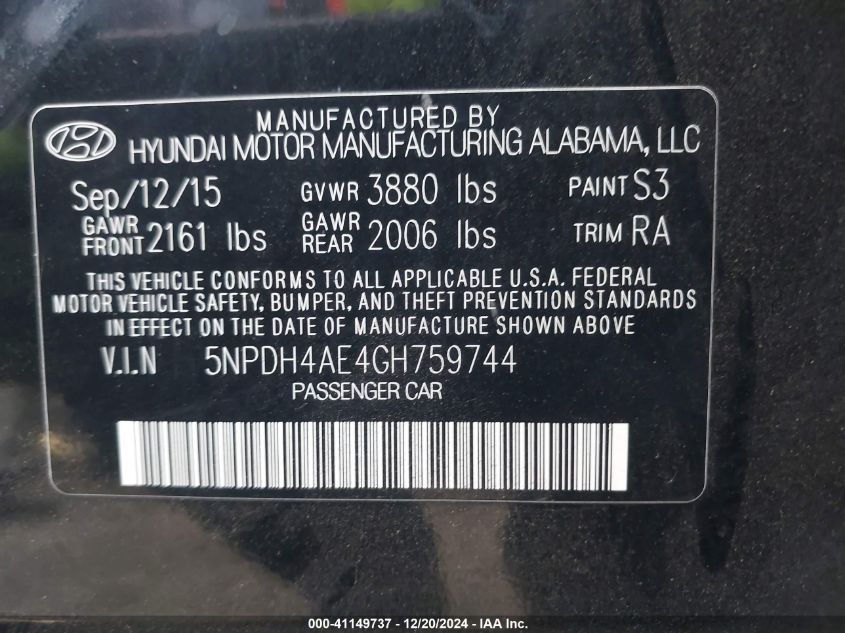 MANUFACTURED BY
HYUNDAI MOTOR MANUFACTURING ALABAMA, LLC
Sep/12/15 GVWR 3880 lbs PAINT S3
GAWR FRONT 2161 lbs GAWR REAR 2006 lbs TRIM RA
THIS VEHICLE CONFORMS TO ALL APPLICABLE U.S.A. FEDERAL
MOTOR VEHICLE SAFETY, BUMPER, AND THEFT PREVENTION STANDARDS
IN EFFECT ON THE DATE OF MANUFACTURE SHOWN ABOVE
V.I.N 5NPDH4AE4GH759744
PASSENGER CAR
000-41149737 - 12/20/2024 - IAA Inc.